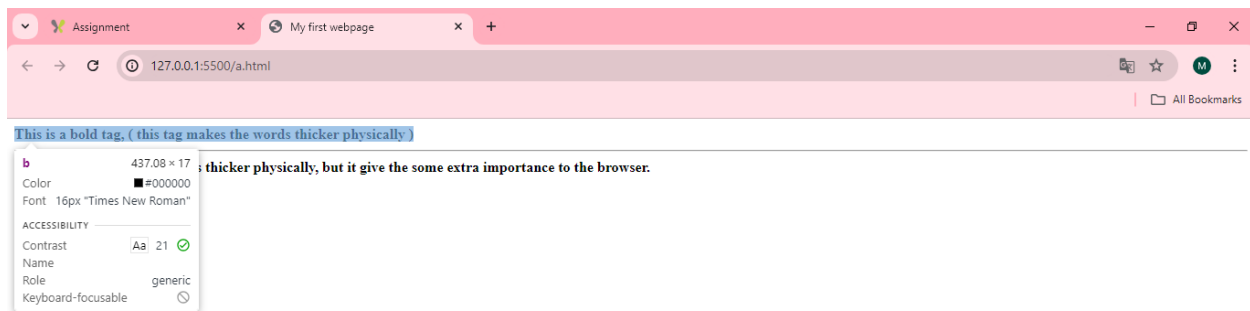 Assignment
My first webpage
127.0.0.1:5500/a.html
M
All Bookmarks
This is a bold tag, ( this tag makes the words thicker physically )
thicker physically, but it give the some extra importance to the browser.
b 437.08 × 17
Color #000000
Font 16px "Times New Roman"
ACCESSIBILITY
Contrast Aa 21
Name
Role generic
Keyboard-focusable